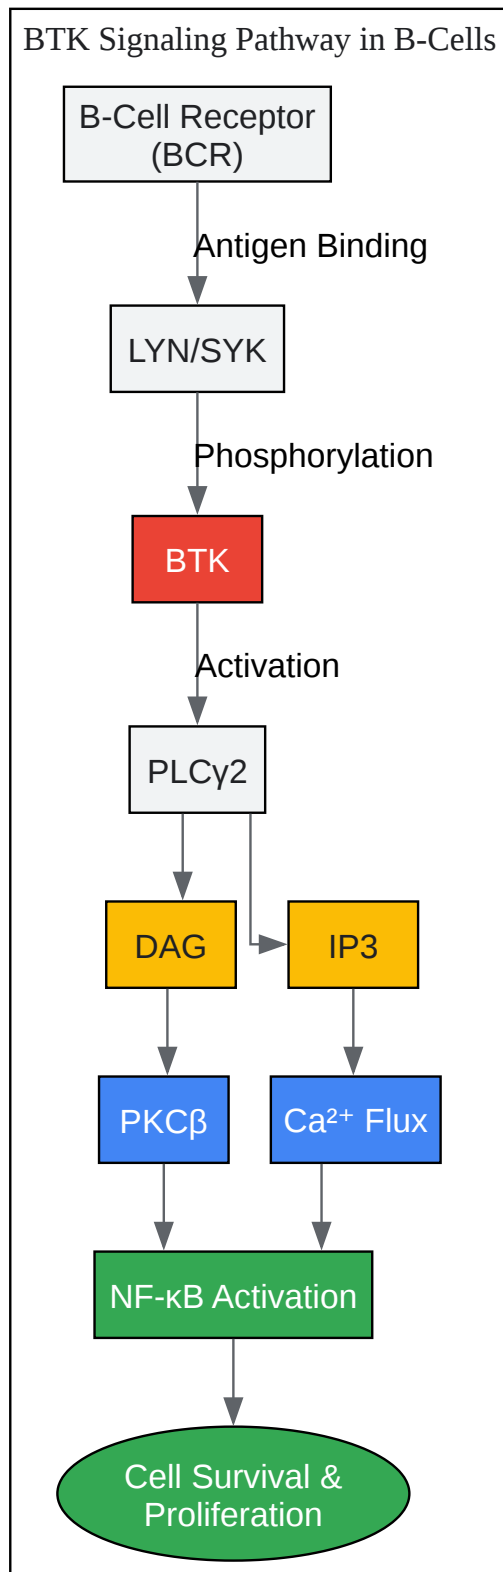 BTK Signaling Pathway in B-Cells
B-Cell Receptor
(BCR)
Antigen Binding
LYN/SYK
Phosphorylation
BTK
Activation
PLCγ2
DAG
IP3
PKCβ
Ca²⁺ Flux
NF-κB Activation
Cell Survival &
Proliferation